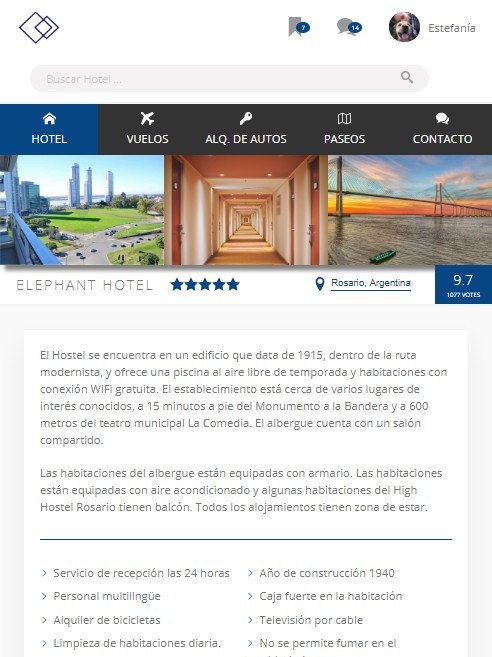 7
14
Estefanía
Buscar Hotel ...
HOTEL
VUELOS
ALQ. DE AUTOS
PASEOS
CONTACTO
ELEPHANT HOTEL
Rosario, Argentina
9.7
1077 VOTES
El Hostel se encuentra en un edificio que data de 1915, dentro de la ruta
modernista, y ofrece una piscina al aire libre de temporada y habitaciones con
conexión WiFi gratuita. El establecimiento está cerca de varios lugares de
interés conocidos, a 15 minutos a pie del Monumento a la Bandera y a 600
metros del teatro municipal La Comedia. El albergue cuenta con un salón
compartido.
Las habitaciones del albergue están equipadas con armario. Las habitaciones
están equipadas con aire acondicionado y algunas habitaciones del High
Hostel Rosario tienen balcón. Todos los alojamientos tienen zona de estar.
Servicio de recepción las 24 horas
Personal multilingüe
Alquiler de bicicletas
Limpieza de habitaciones diaria.
Año de construcción 1940
Caja fuerte en la habitación
Televisión por cable
No se permite fumar en el